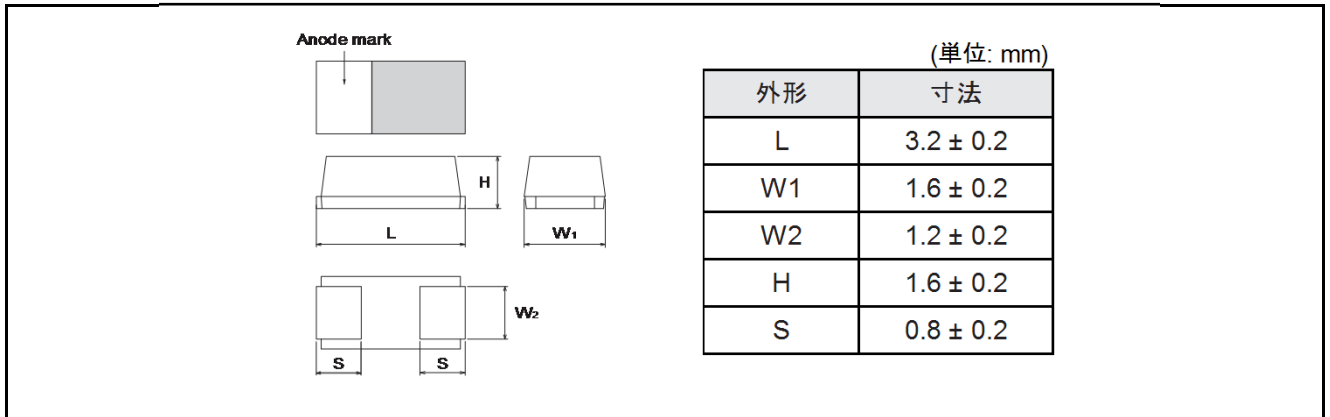 Anode mark
H
L
W1
W2
S
S
(単位: mm)
外形 寸法
L 3.2 ± 0.2
W1 1.6 ± 0.2
W2 1.2 ± 0.2
H 1.6 ± 0.2
S 0.8 ± 0.2